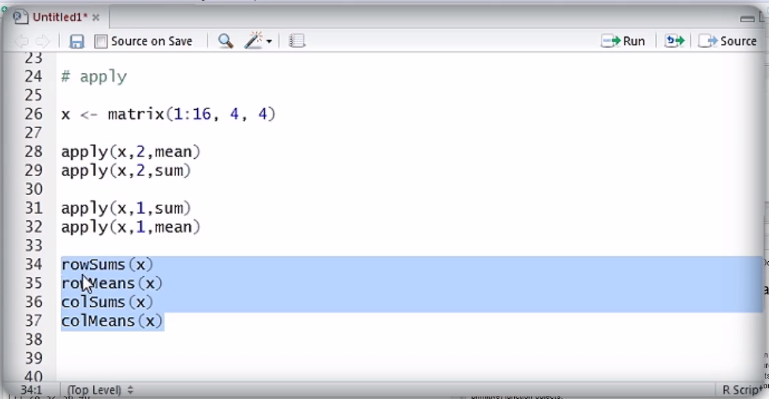 Untitled1*
Source on Save
Run
Source
23
24 # apply
25
26 x <- matrix(1:16, 4, 4)
27
28 apply(x,2,mean)
29 apply(x,2,sum)
30
31 apply(x,1,sum)
32 apply(x,1,mean)
33
34 rowSums(x)
35 rowMeans(x)
36 colSums(x)
37 colMeans(x)
38
39
40
34:1 (Top Level) R Script